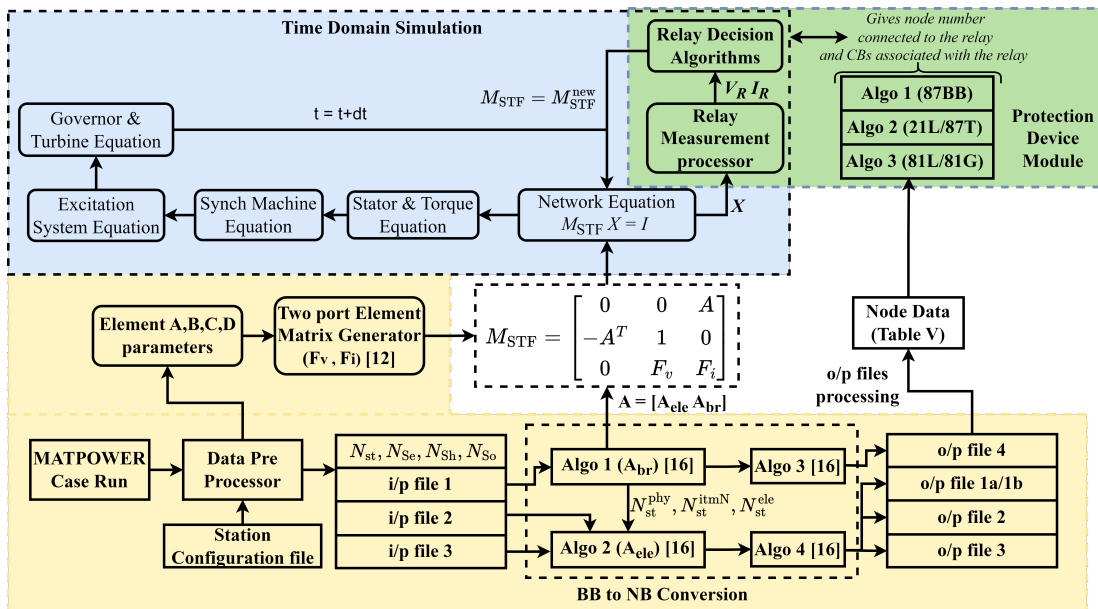 Time Domain Simulation
Relay Decision
Algorithms
Gives node number
connected to the relay
and CBs associated with the relay
M_STF = M_STF^new
V_R I_R
Algo 1 (87BB)
Algo 2 (21L/87T)
Algo 3 (81L/81G)
Protection
Device
Module
Governor &
Turbine Equation
t = t+dt
Relay
Measurement
processor
Excitation
System Equation
Synch Machine
Equation
Stator & Torque
Equation
Network Equation
M_STF X = I
X
Element A,B,C,D
parameters
Two port Element
Matrix Generator
(Fv , Fi) [12]
M_STF =
0 0 A
-A^T 1 0
0 F_v F_i
Node Data
(Table V)
o/p files
processing
A = [A_ele A_br]
MATPOWER
Case Run
Data Pre
Processor
Station
Configuration file
N_st, N_Se, N_Sh, N_So
i/p file 1
i/p file 2
i/p file 3
Algo 1 (A_br) [16]
Algo 3 [16]
N_st^phy, N_st^itmN, N_st^ele
Algo 2 (A_ele) [16]
Algo 4 [16]
o/p file 4
o/p file 1a/1b
o/p file 2
o/p file 3
BB to NB Conversion